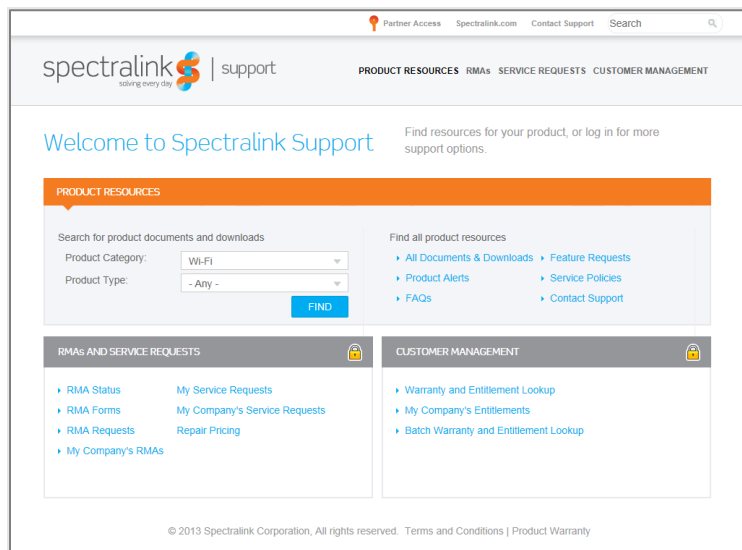 Partner Access Spectralink.com Contact Support Search
spectralink | support
solving every day
PRODUCT RESOURCES RMAs SERVICE REQUESTS CUSTOMER MANAGEMENT
Welcome to Spectralink Support
Find resources for your product, or log in for more
support options.
PRODUCT RESOURCES
Search for product documents and downloads
Product Category: Wi-Fi
Product Type: - Any -
FIND
Find all product resources
All Documents & Downloads Feature Requests
Product Alerts Service Policies
FAQs Contact Support
RMAs AND SERVICE REQUESTS
RMA Status My Service Requests
RMA Forms My Company's Service Requests
RMA Requests Repair Pricing
My Company's RMAs
CUSTOMER MANAGEMENT
Warranty and Entitlement Lookup
My Company's Entitlements
Batch Warranty and Entitlement Lookup
© 2013 Spectralink Corporation, All rights reserved. Terms and Conditions | Product Warranty